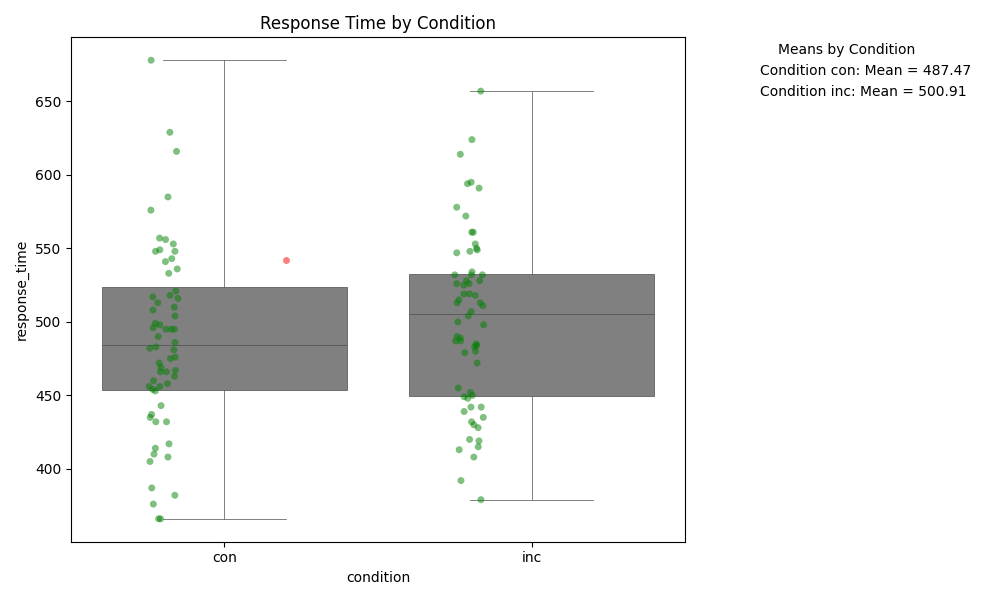 Response Time by Condition
Means by Condition
Condition con: Mean = 487.47
Condition inc: Mean = 500.91
650
600
550
500
450
400
response_time
con
inc
condition